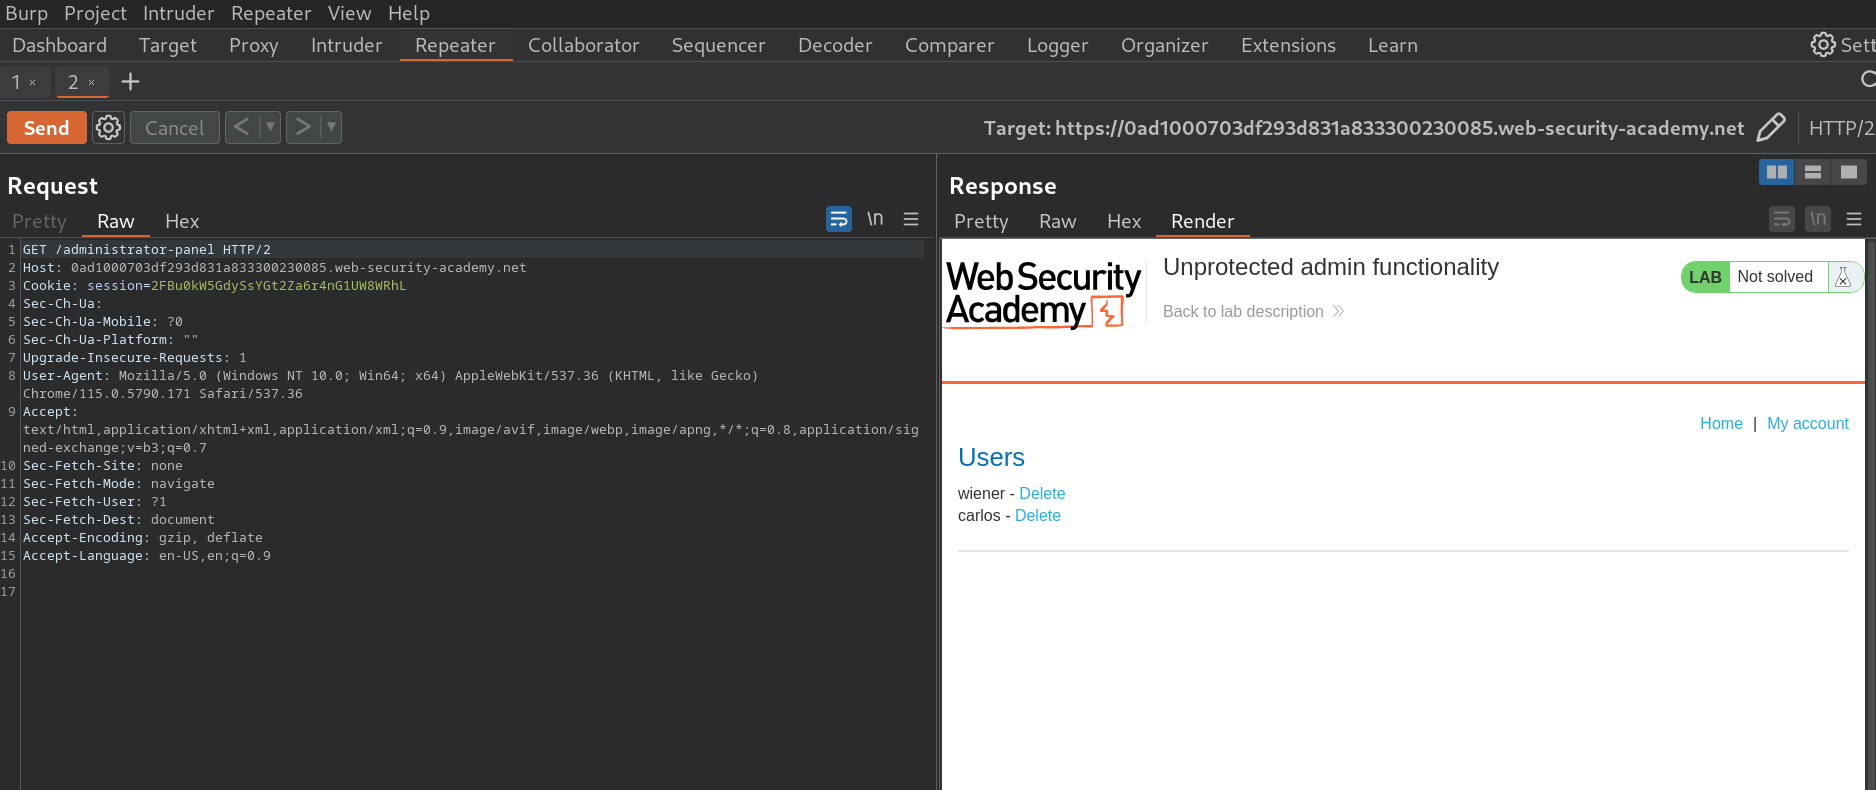 Burp Project Intruder Repeater View Help
Dashboard Target Proxy Intruder Repeater Collaborator Sequencer Decoder Comparer Logger Organizer Extensions Learn Sett
1 × 2 × +
Send Cancel < ▼ > ▼ Target: https://0ad1000703df293d831a833300230085.web-security-academy.net HTTP/2
Request
Pretty Raw Hex \n
1 GET /administrator-panel HTTP/2
2 Host: 0ad1000703df293d831a833300230085.web-security-academy.net
3 Cookie: session=2FBu0kW5GdySsYGt2Za6r4nG1UW8WRhL
4 Sec-Ch-Ua:
5 Sec-Ch-Ua-Mobile: ?0
6 Sec-Ch-Ua-Platform: ""
7 Upgrade-Insecure-Requests: 1
8 User-Agent: Mozilla/5.0 (Windows NT 10.0; Win64; x64) AppleWebKit/537.36 (KHTML, like Gecko)
Chrome/115.0.5790.171 Safari/537.36
9 Accept:
text/html,application/xhtml+xml,application/xml;q=0.9,image/avif,image/webp,image/apng,*/*;q=0.8,application/sig
ned-exchange;v=b3;q=0.7
10 Sec-Fetch-Site: none
11 Sec-Fetch-Mode: navigate
12 Sec-Fetch-User: ?1
13 Sec-Fetch-Dest: document
14 Accept-Encoding: gzip, deflate
15 Accept-Language: en-US,en;q=0.9
16
17
Response
Pretty Raw Hex Render \n
Web Security
Academy
Unprotected admin functionality
Back to lab description
LAB Not solved
Home | My account
Users
wiener - Delete
carlos - Delete